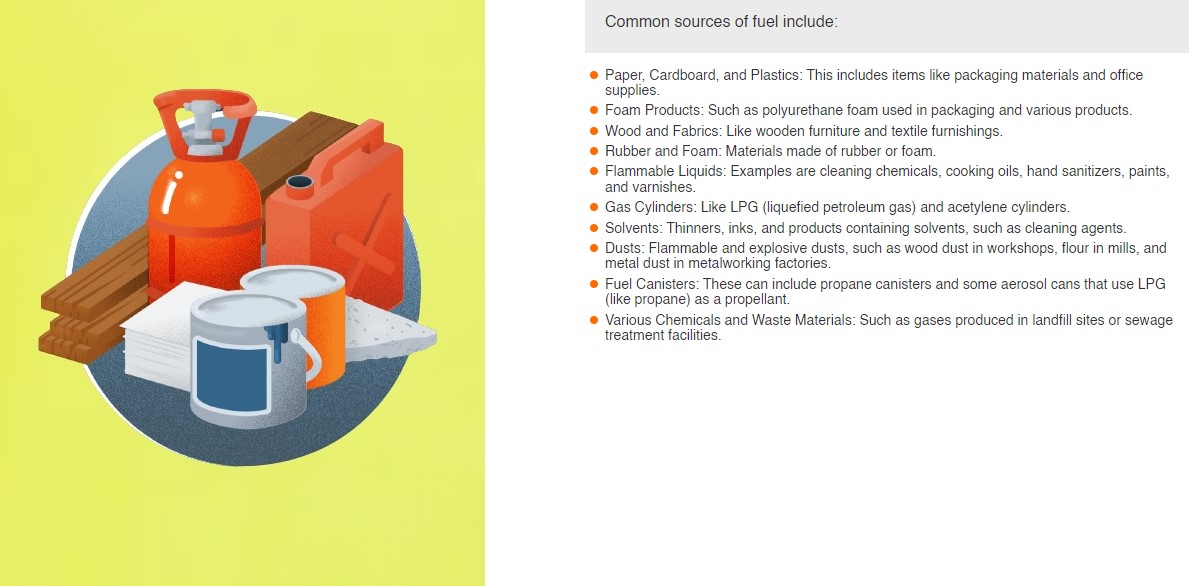 Common sources of fuel include:
Paper, Cardboard, and Plastics: This includes items like packaging materials and office
supplies.
Foam Products: Such as polyurethane foam used in packaging and various products.
Wood and Fabrics: Like wooden furniture and textile furnishings.
Rubber and Foam: Materials made of rubber or foam.
Flammable Liquids: Examples are cleaning chemicals, cooking oils, hand sanitizers, paints,
and varnishes.
Gas Cylinders: Like LPG (liquefied petroleum gas) and acetylene cylinders.
Solvents: Thinners, inks, and products containing solvents, such as cleaning agents.
Dusts: Flammable and explosive dusts, such as wood dust in workshops, flour in mills, and
metal dust in metalworking factories.
Fuel Canisters: These can include propane canisters and some aerosol cans that use LPG
(like propane) as a propellant.
Various Chemicals and Waste Materials: Such as gases produced in landfill sites or sewage
treatment facilities.